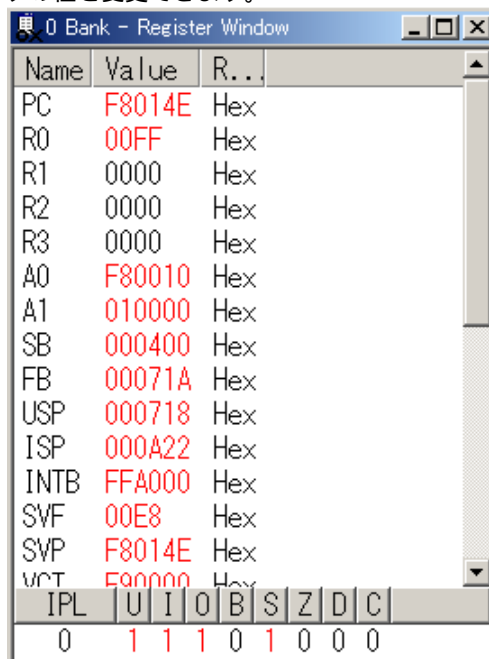 0 Bank - Register Window
Name Value R...
PC F8014E Hex
R0 00FF Hex
R1 0000 Hex
R2 0000 Hex
R3 0000 Hex
A0 F80010 Hex
A1 010000 Hex
SB 000400 Hex
FB 00071A Hex
USP 000718 Hex
ISP 000A22 Hex
INTB FFA000 Hex
SVF 00E8 Hex
SVP F8014E Hex
VCT F90000 Hex
IPL U I O B S Z D C
0 1 1 1 0 1 0 0 0